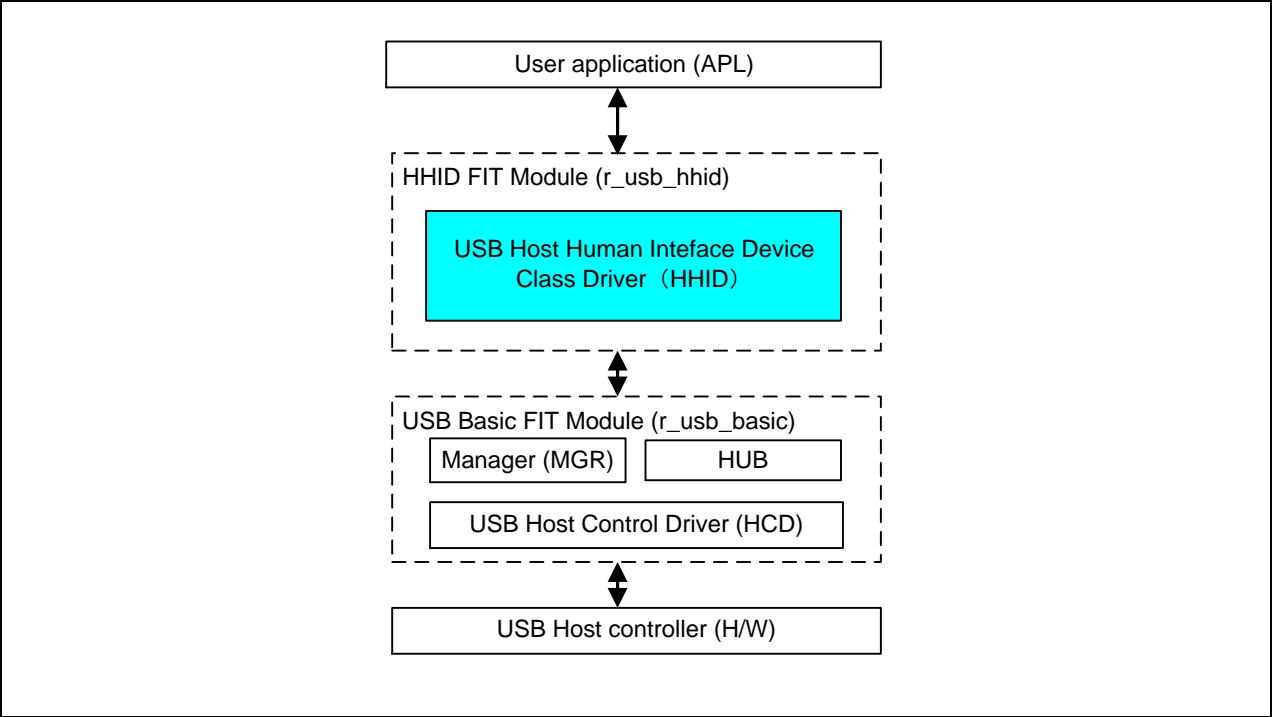 User application (APL)
HHID FIT Module (r_usb_hhid)
USB Host Human Inteface Device
Class Driver（HHID）
USB Basic FIT Module (r_usb_basic)
Manager (MGR)
HUB
USB Host Control Driver (HCD)
USB Host controller (H/W)